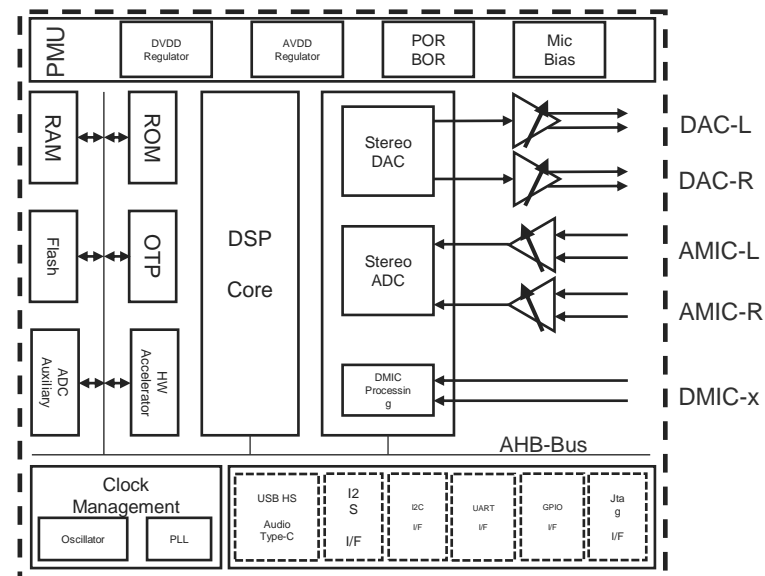 PMU
DVDD
Regulator
AVDD
Regulator
POR
BOR
Mic
Bias
RAM
ROM
Flash
OTP
ADC
Auxiliary
HW
Accelerator
DSP
Core
Stereo
DAC
Stereo
ADC
DMIC
Processin
g
DAC-L
DAC-R
AMIC-L
AMIC-R
DMIC-x
AHB-Bus
Clock
Management
Oscillator
PLL
USB HS
Audio
Type-C
I2
S
I/F
I2C
I/F
UART
I/F
GPIO
I/F
Jta
g
I/F